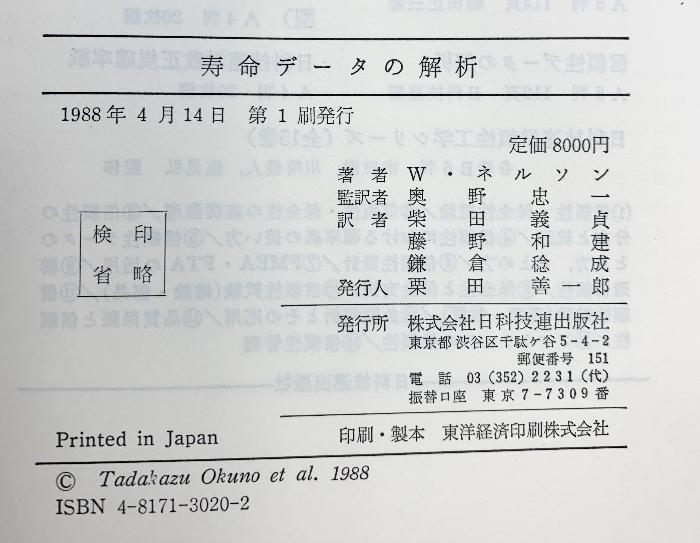 寿命データの解析
1988年 4 月14日　第 1 刷発行
定価8000円
著　者　W・ネルソン
監訳者　奥野忠一
訳　者　柴田義貞
藤野和建
鎌倉稔成
発行人　栗田善一郎
検印
省略
発行所　株式会社日科技連出版社
東京都渋谷区千駄ケ谷5-4-2
郵便番号　151
電　話　03 (352) 2231(代)
振替口座　東京 7-7309番
Printed in Japan
印刷・製本　東洋経済印刷株式会社
© Tadakazu Okuno et al. 1988
ISBN 4-8171-3020-2